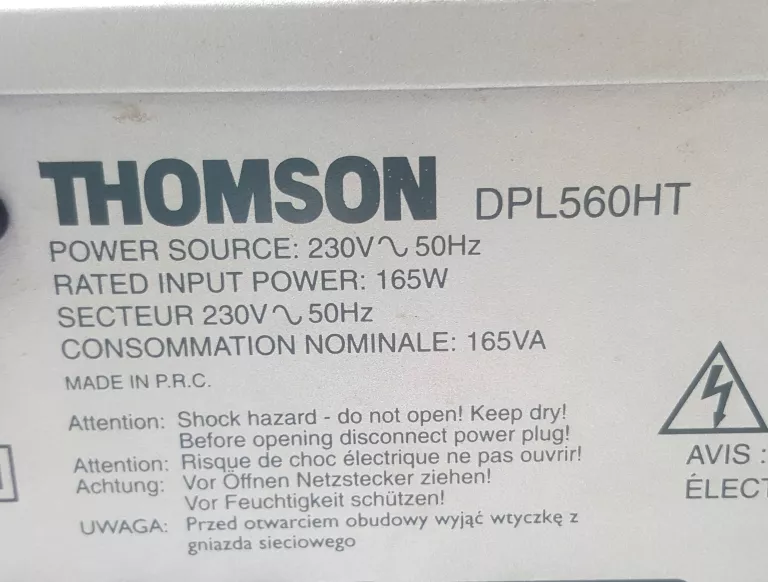 THOMSON DPL560HT
POWER SOURCE: 230V∿ 50Hz
RATED INPUT POWER: 165W
SECTEUR 230V∿ 50Hz
CONSOMMATION NOMINALE: 165VA
MADE IN P.R.C.
Attention: Shock hazard - do not open! Keep dry!
Before opening disconnect power plug!
Attention: Risque de choc électrique ne pas ouvrir!
Achtung: Vor Öffnen Netzstecker ziehen!
Vor Feuchtigkeit schützen!
UWAGA: Przed otwarciem obudowy wyjąć wtyczkę z
gniazda sieciowego
AVIS :
ÉLECT